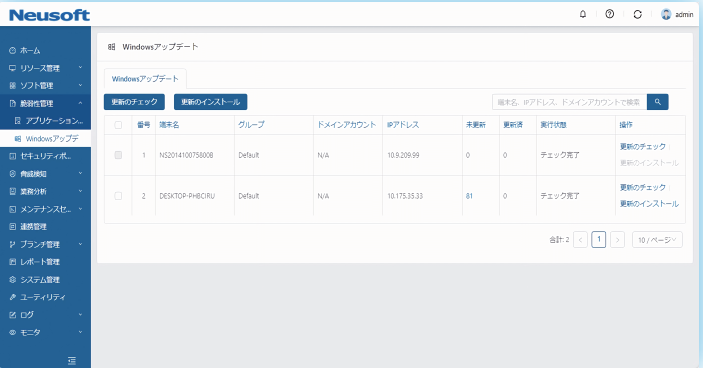 Neusoft
admin
ホーム
リソース管理
ソフト管理
脆弱性管理
アプリケーション...
Windowsアップデ
セキュリティポ...
脅威検知
業務分析
メンテナンスセ...
連携管理
ブランチ管理
レポート管理
システム管理
ユーティリティ
ログ
モニタ
Windowsアップデート
Windowsアップデート
更新のチェック 更新のインストール 端末名、IPアドレス、ドメインアカウントで検索
番号 端末名 グループ ドメインアカウント IPアドレス 未更新 更新済 実行状態 操作
1 NS201410075800B Default N/A 10.9.209.99 0 0 チェック完了 更新のチェック
更新のインストール
2 DESKTOP-PH8CIRU Default N/A 10.175.35.33 81 0 チェック完了 更新のチェック
更新のインストール
合計: 2 < 1 > 10 / ページ